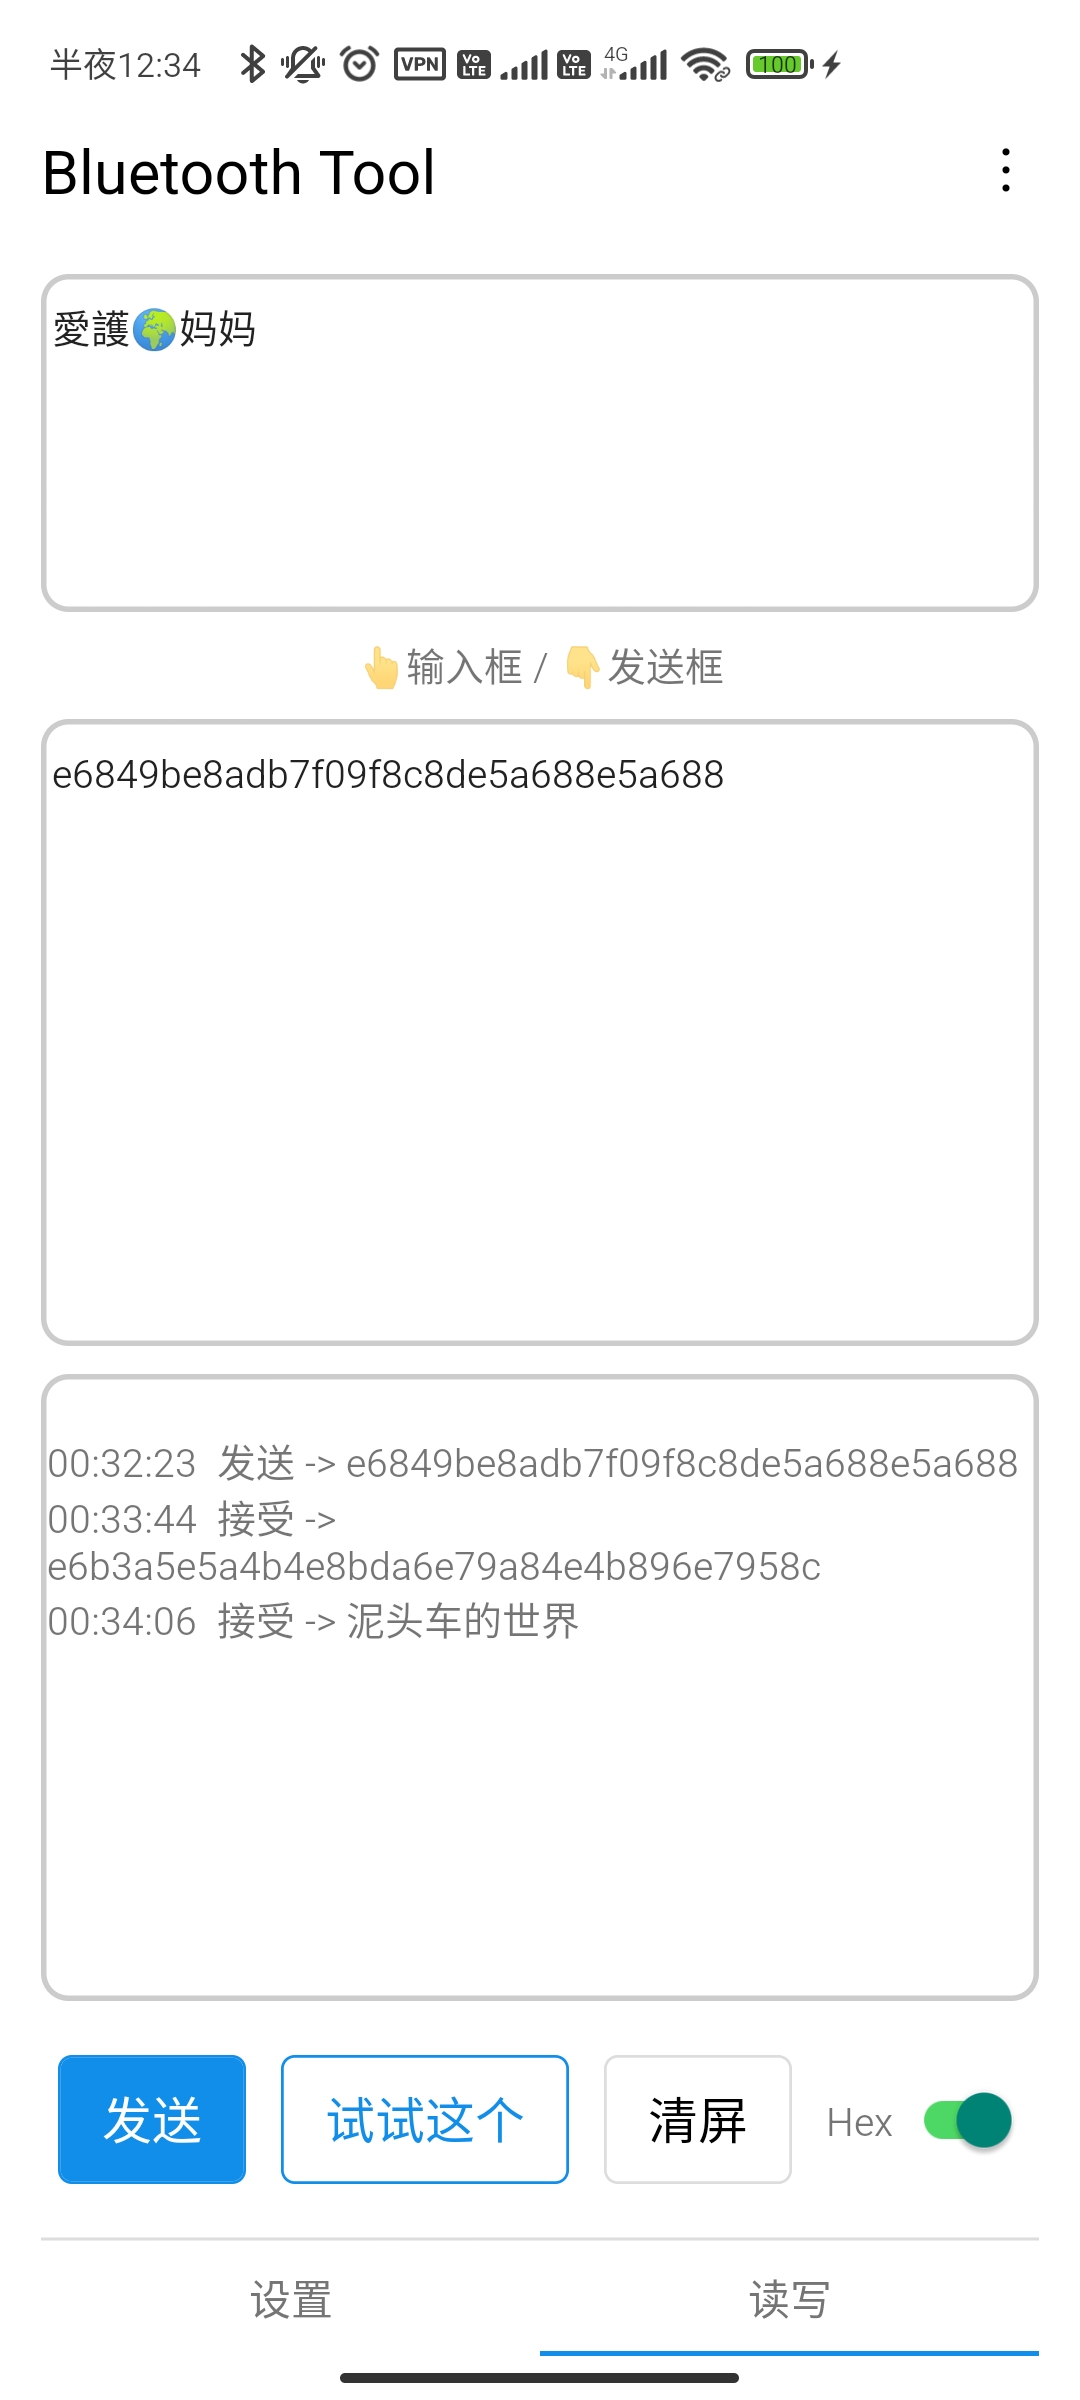 半夜12:34 VPN VoLTE VoLTE 4G 100
Bluetooth Tool
愛護🌍妈妈
👆输入框 / 👇发送框
e6849be8adb7f09f8c8de5a688e5a688
00:32:23 发送 -> e6849be8adb7f09f8c8de5a688e5a688
00:33:44 接受 ->
e6b3a5e5a4b4e8bda6e79a84e4b896e7958c
00:34:06 接受 -> 泥头车的世界
发送 试试这个 清屏 Hex
设置 读写